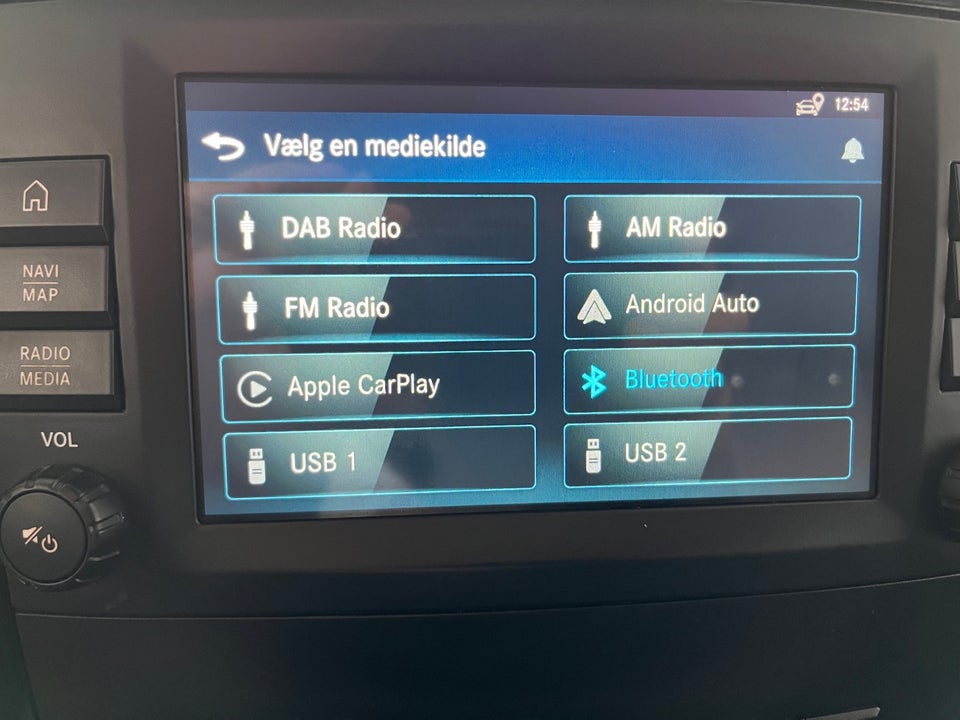 12:54
Vælg en mediekilde
DAB Radio
AM Radio
FM Radio
Android Auto
Apple CarPlay
Bluetooth
USB 1
USB 2
NAVI
MAP
RADIO
MEDIA
VOL